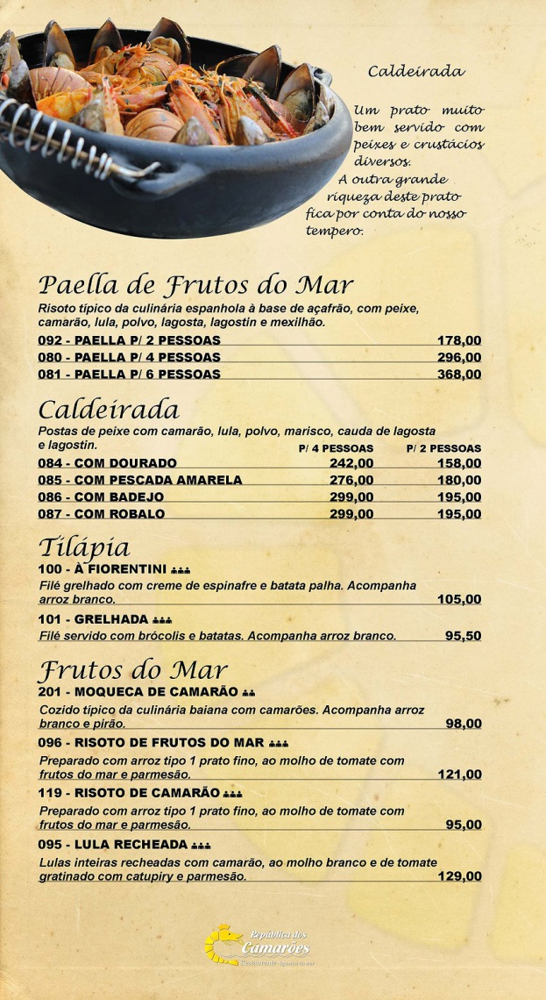 Caldeirada
Um prato muito
bem servido com
peixes e crustácios
diversos.
A outra grande
riqueza deste prato
fica por conta do nosso
tempero.
Paella de Frutos do Mar
Risoto típico da culinária espanhola à base de açafrão, com peixe,
camarão, lula, polvo, lagosta, lagostin e mexilhão.
092 - PAELLA P/ 2 PESSOAS 178,00
080 - PAELLA P/ 4 PESSOAS 296,00
081 - PAELLA P/ 6 PESSOAS 368,00
Caldeirada
Postas de peixe com camarão, lula, polvo, marisco, cauda de lagosta
e lagostin. P/ 4 PESSOAS P/ 2 PESSOAS
084 - COM DOURADO 242,00 158,00
085 - COM PESCADA AMARELA 276,00 180,00
086 - COM BADEJO 299,00 195,00
087 - COM ROBALO 299,00 195,00
Tilápia
100 - À FIORENTINI
Filé grelhado com creme de espinafre e batata palha. Acompanha
arroz branco. 105,00
101 - GRELHADA
Filé servido com brócolis e batatas. Acompanha arroz branco. 95,50
Frutos do Mar
201 - MOQUECA DE CAMARÃO
Cozido típico da culinária baiana com camarões. Acompanha arroz
branco e pirão. 98,00
096 - RISOTO DE FRUTOS DO MAR
Preparado com arroz tipo 1 prato fino, ao molho de tomate com
frutos do mar e parmesão. 121,00
119 - RISOTO DE CAMARÃO
Preparado com arroz tipo 1 prato fino, ao molho de tomate com
frutos do mar e parmesão. 95,00
095 - LULA RECHEADA
Lulas inteiras recheadas com camarão, ao molho branco e de tomate
gratinado com catupiry e parmesão. 129,00
República dos
Camarões
Restaurante